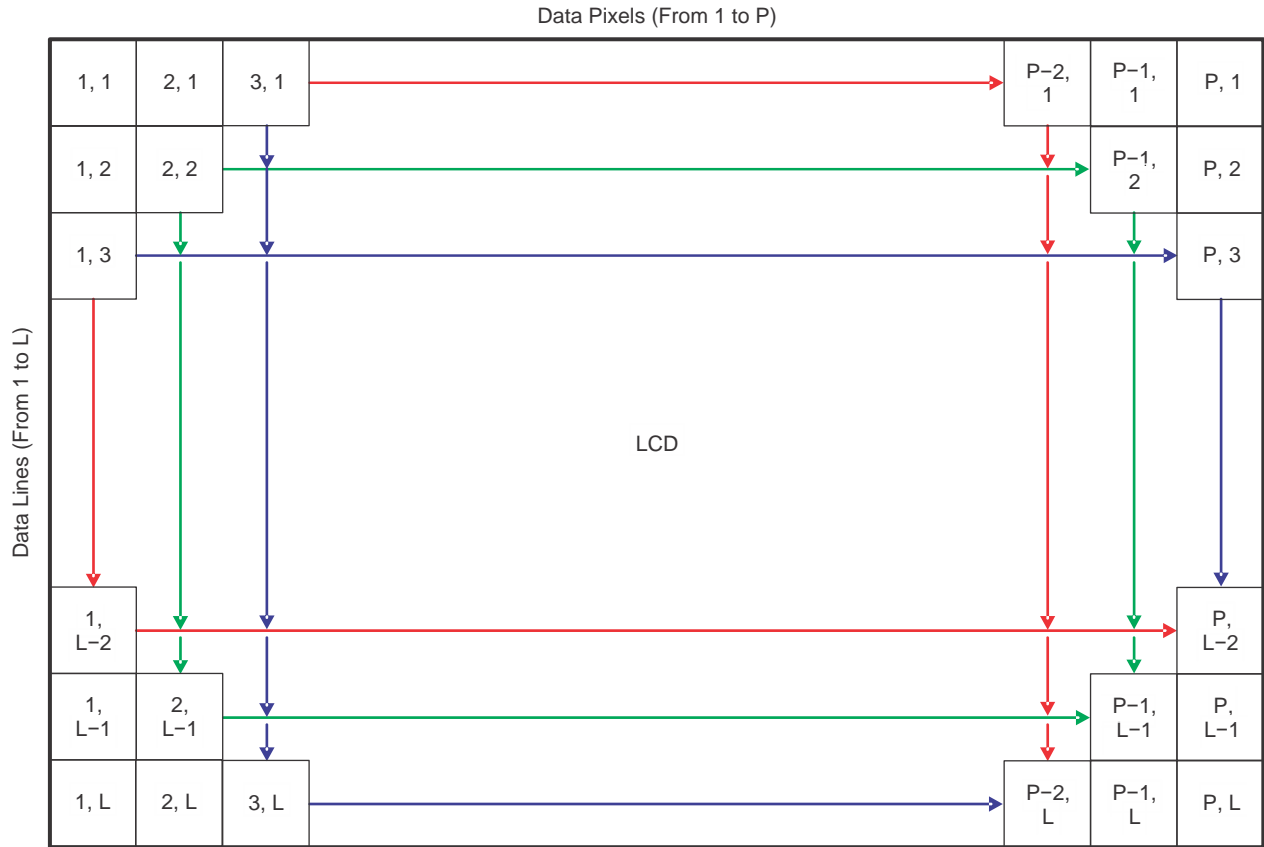 Data Pixels (From 1 to P)
1, 1
2, 1
3, 1
P−2,
1
P−1,
1
P, 1
1, 2
2, 2
P−1,
2
P, 2
1, 3
P, 3
Data Lines (From 1 to L)
LCD
1,
L−2
P,
L−2
1,
L−1
2,
L−1
P−1,
L−1
P,
L−1
1, L
2, L
3, L
P−2,
L
P−1,
L
P, L